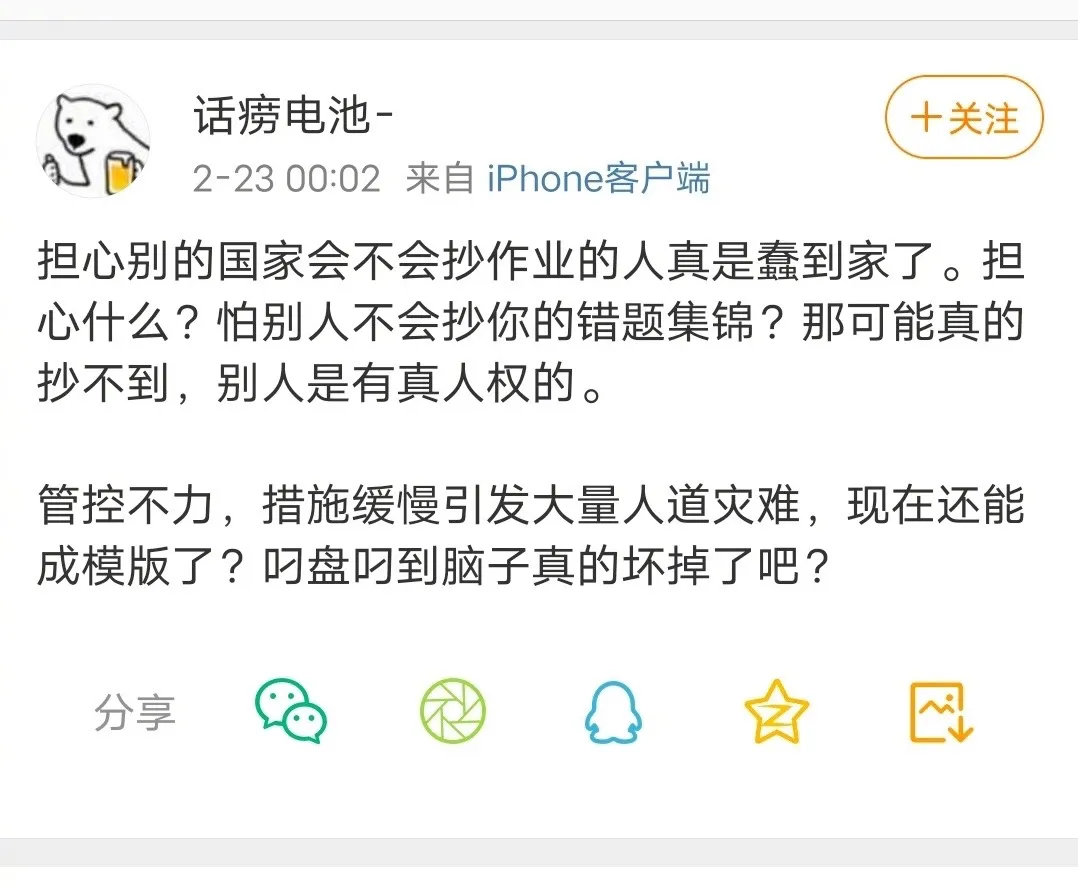 话痨电池-
+关注
2-23 00:02 来自 iPhone客户端
担心别的国家会不会抄作业的人真是蠢到家了。担
心什么？怕别人不会抄你的错题集锦？那可能真的
抄不到，别人是有真人权的。
管控不力，措施缓慢引发大量人道灾难，现在还能
成模版了？叼盘叼到脑子真的坏掉了吧？
分享